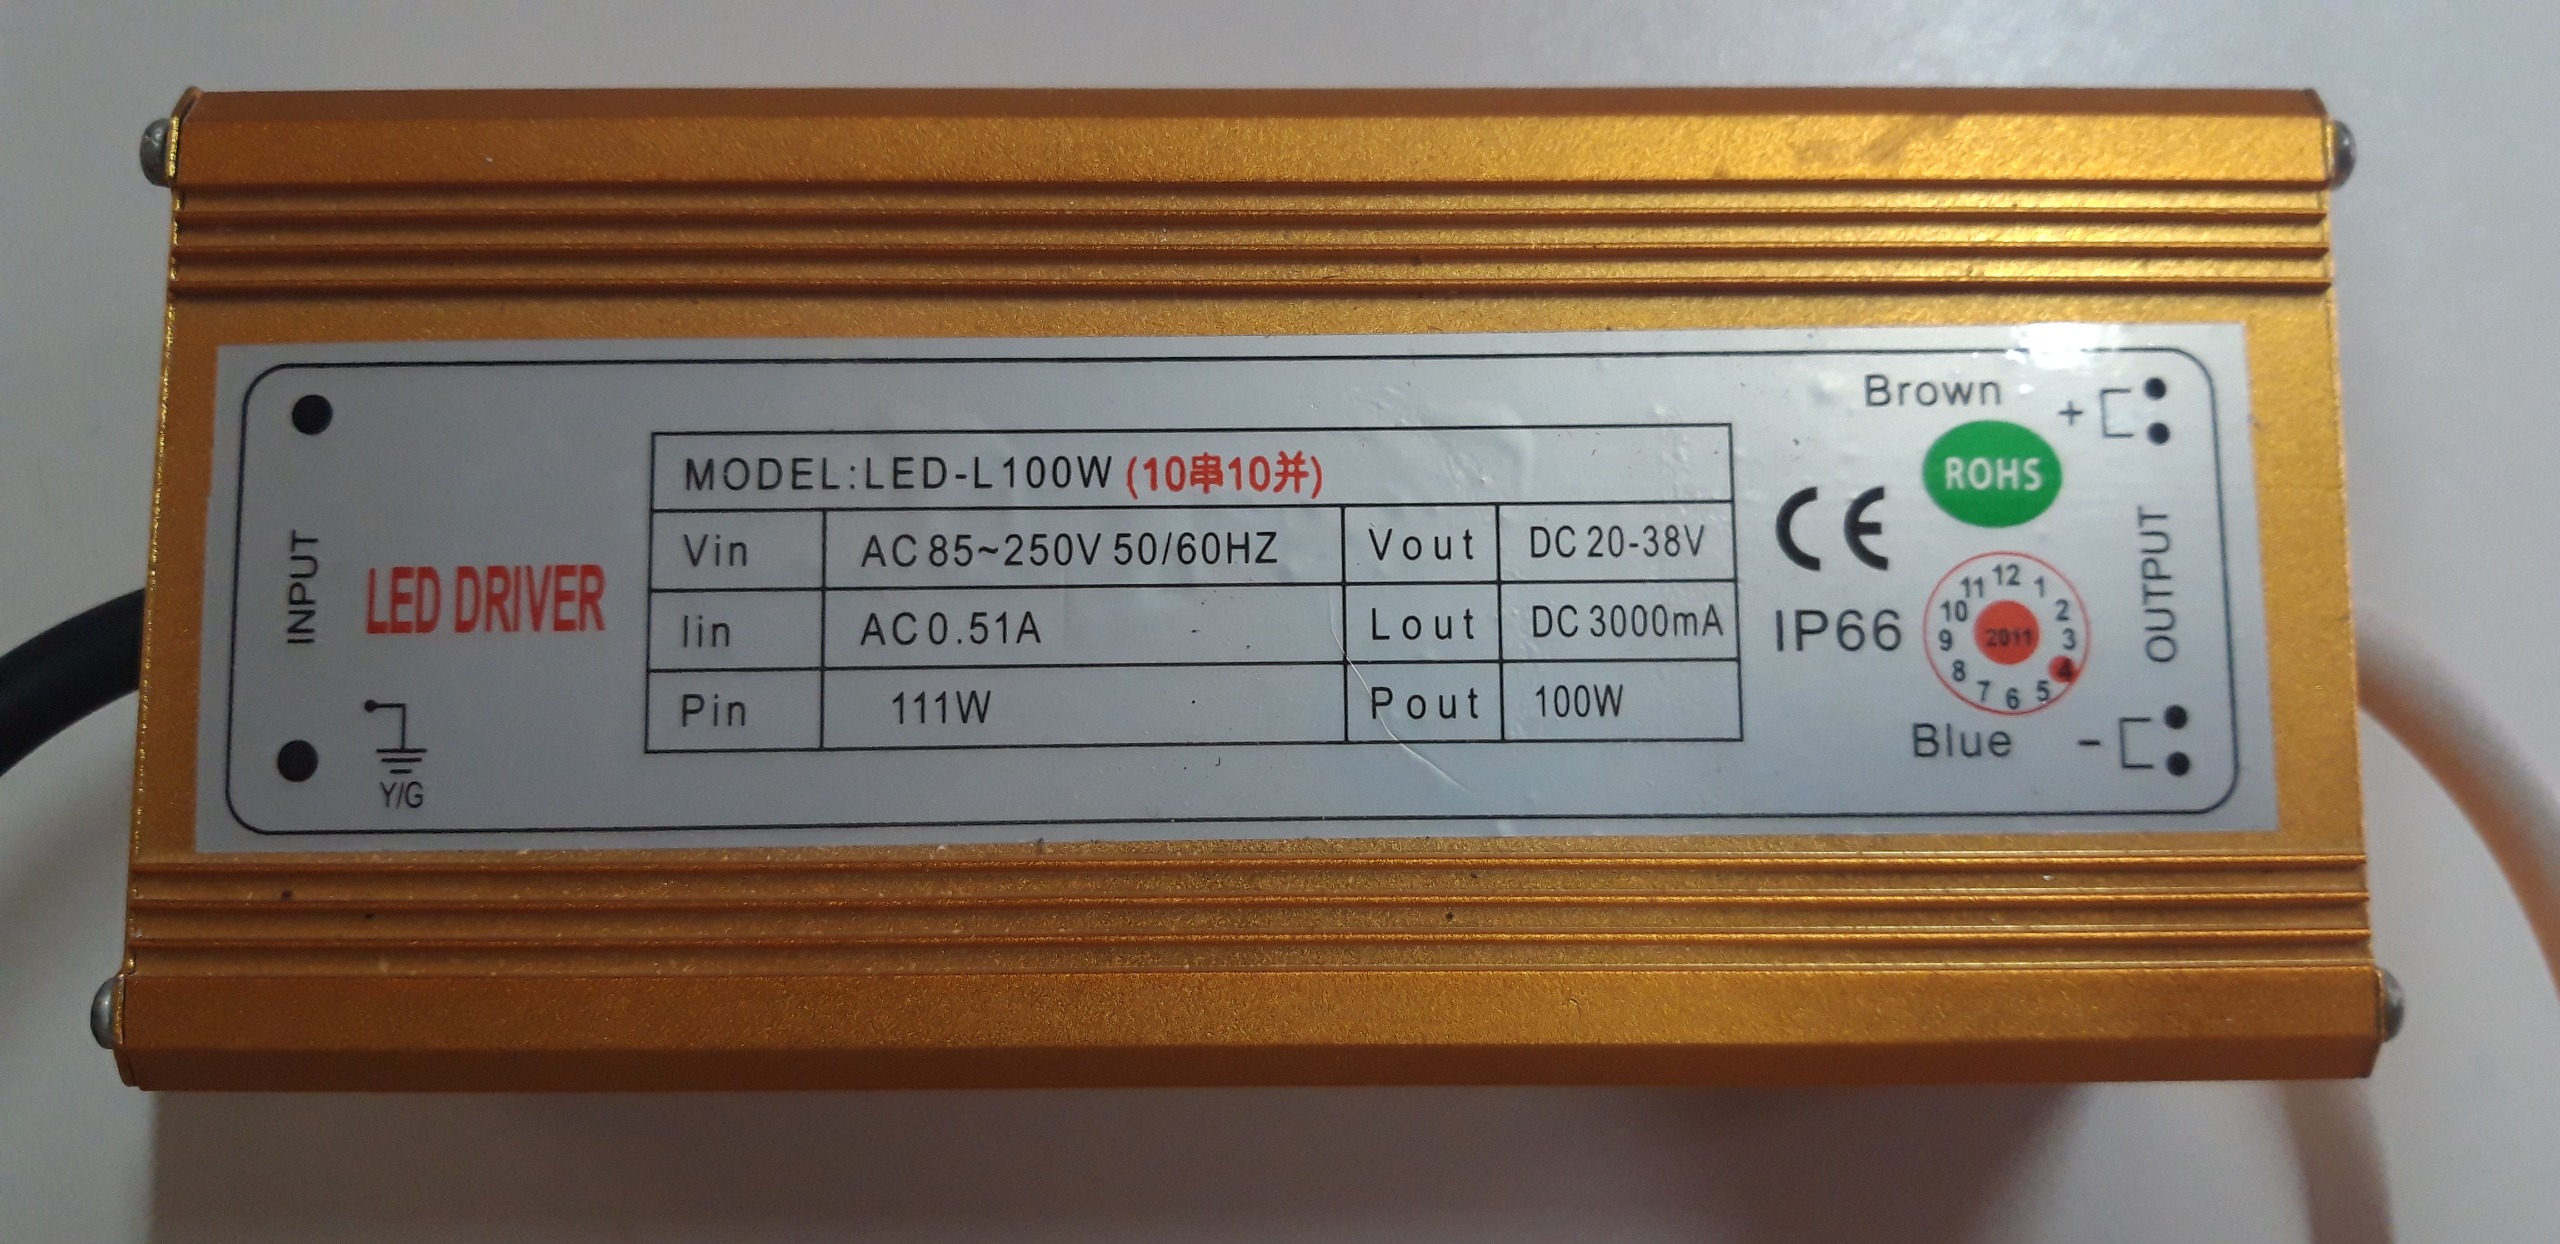 INPUT
Y/G
LED DRIVER
MODEL:LED-L100W (10串10并)
Vin AC 85~250V 50/60HZ Vout DC 20-38V
Iin AC 0.51A Lout DC 3000mA
Pin 111W Pout 100W
CE
IP66
Brown +
ROHS
12 1 2 3 4 5 6 7 8 9 10 11
2011
Blue -
OUTPUT